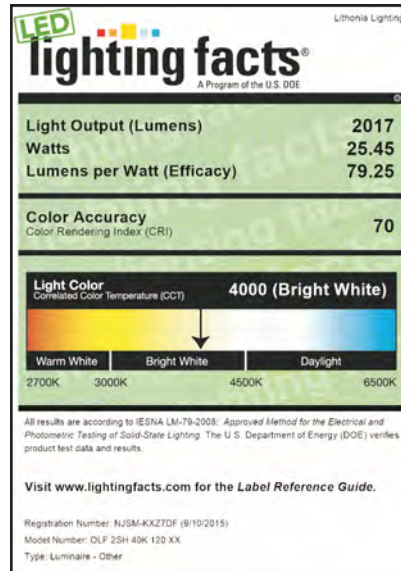 Lithonia Lighting
LED
lighting facts®
A Program of the U.S. DOE
Light Output (Lumens) 2017
Watts 25.45
Lumens per Watt (Efficacy) 79.25
Color Accuracy 70
Color Rendering Index (CRI)
Light Color 4000 (Bright White)
Correlated Color Temperature (CCT)
Warm White Bright White Daylight
2700K 3000K 4500K 6500K
All results are according to IESNA LM-79-2008: Approved Method for the Electrical and
Photometric Testing of Solid-State Lighting. The U.S. Department of Energy (DOE) verifies
product test data and results.
Visit www.lightingfacts.com for the Label Reference Guide.
Registration Number: NJSM-KXZ7DF (9/10/2015)
Model Number: OLF 2SH 40K 120 XX
Type: Luminaire - Other